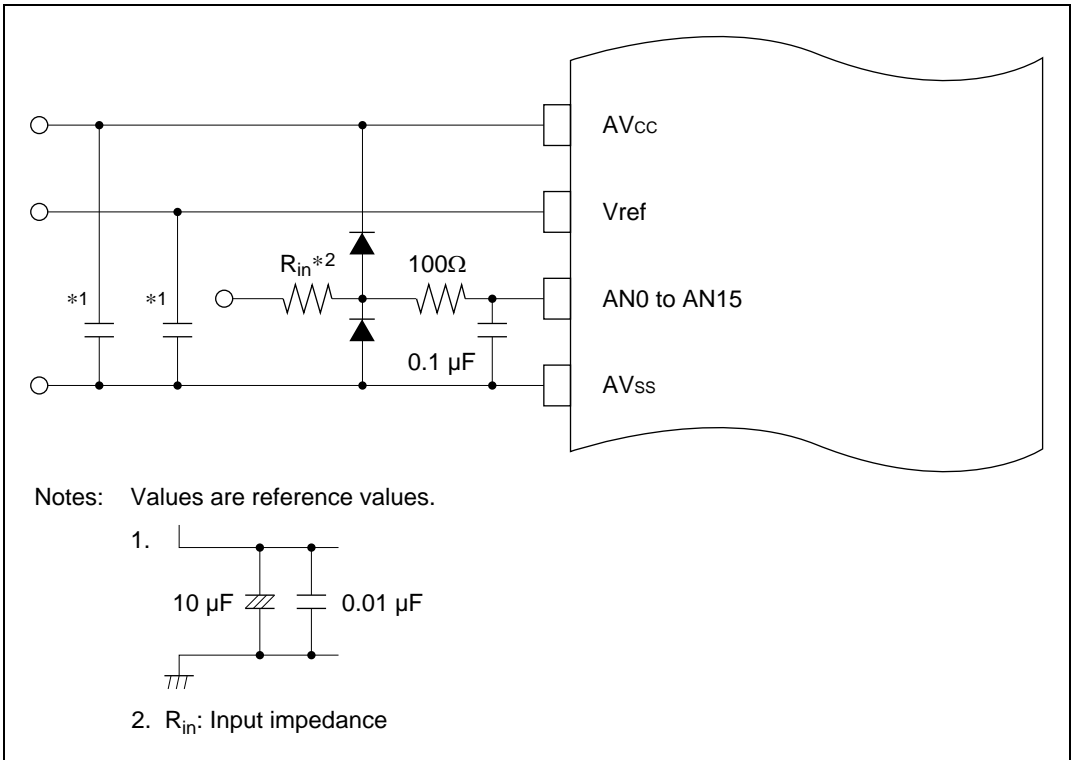 AVcc
Vref
Rin*2 100Ω
*1 *1 AN0 to AN15
0.1 µF
AVss
Notes: Values are reference values.
1.
10 µF 0.01 µF
2. Rin: Input impedance